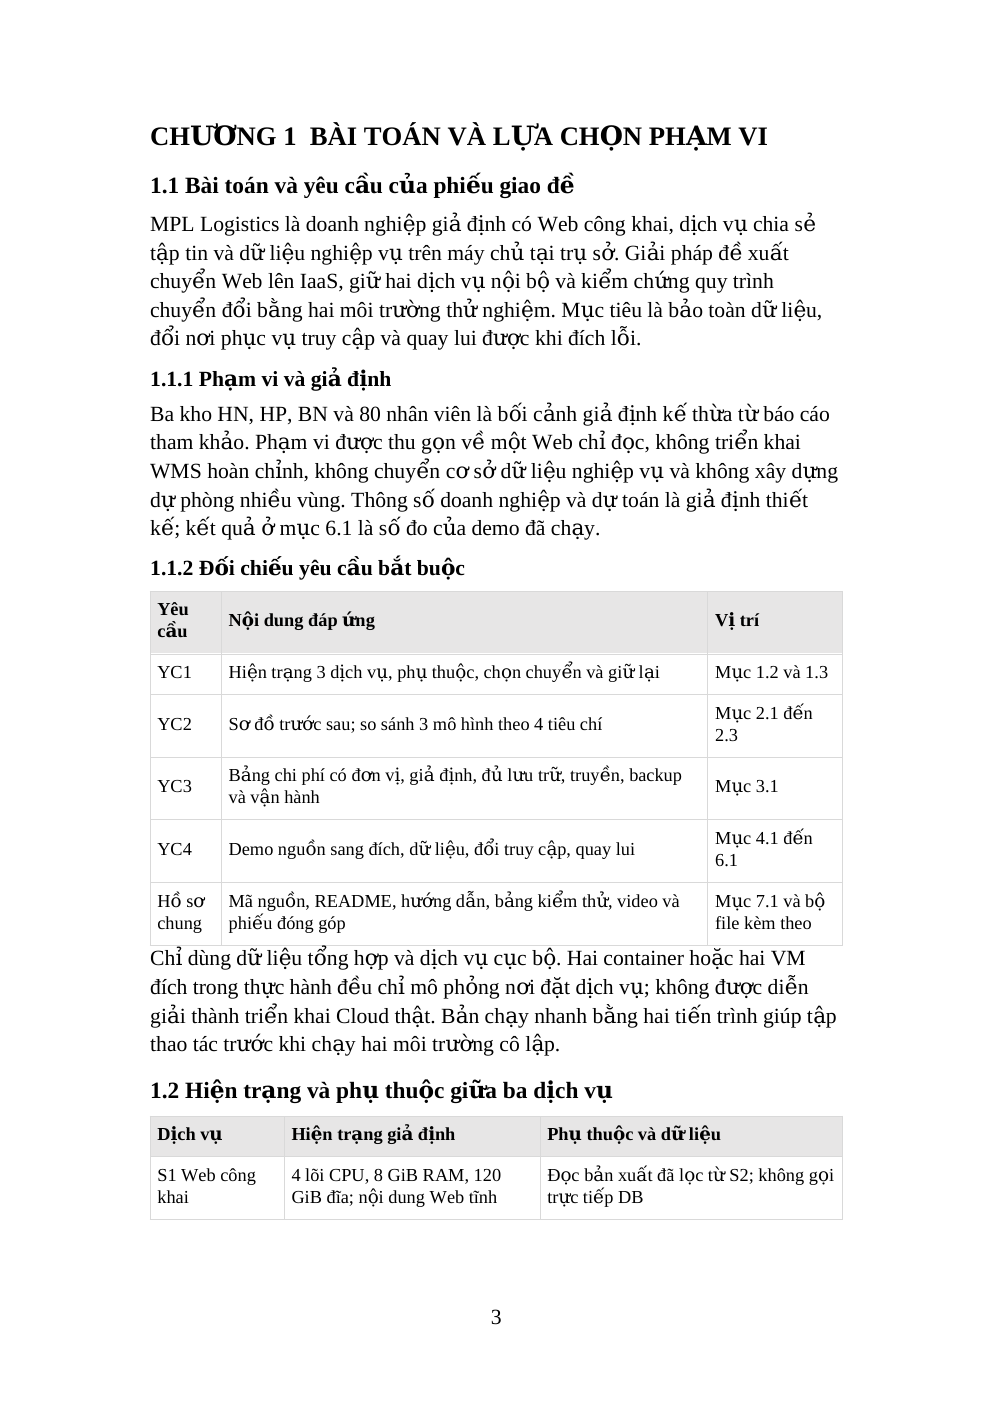 CHƯƠNG 1  BÀI TOÁN VÀ LỰA CHỌN PHẠM VI
1.1 Bài toán và yêu cầu của phiếu giao đề
MPL Logistics là doanh nghiệp giả định có Web công khai, dịch vụ chia sẻ
tập tin và dữ liệu nghiệp vụ trên máy chủ tại trụ sở. Giải pháp đề xuất
chuyển Web lên IaaS, giữ hai dịch vụ nội bộ và kiểm chứng quy trình
chuyển đổi bằng hai môi trường thử nghiệm. Mục tiêu là bảo toàn dữ liệu,
đổi nơi phục vụ truy cập và quay lui được khi đích lỗi.
1.1.1 Phạm vi và giả định
Ba kho HN, HP, BN và 80 nhân viên là bối cảnh giả định kế thừa từ báo cáo
tham khảo. Phạm vi được thu gọn về một Web chỉ đọc, không triển khai
WMS hoàn chỉnh, không chuyển cơ sở dữ liệu nghiệp vụ và không xây dựng
dự phòng nhiều vùng. Thông số doanh nghiệp và dự toán là giả định thiết
kế; kết quả ở mục 6.1 là số đo của demo đã chạy.
1.1.2 Đối chiếu yêu cầu bắt buộc
Yêu
cầu
Nội dung đáp ứng
Vị trí
YC1
Hiện trạng 3 dịch vụ, phụ thuộc, chọn chuyển và giữ lại
Mục 1.2 và 1.3
YC2
Sơ đồ trước sau; so sánh 3 mô hình theo 4 tiêu chí
Mục 2.1 đến
2.3
YC3
Bảng chi phí có đơn vị, giả định, đủ lưu trữ, truyền, backup
và vận hành
Mục 3.1
YC4
Demo nguồn sang đích, dữ liệu, đổi truy cập, quay lui
Mục 4.1 đến
6.1
Hồ sơ
chung
Mã nguồn, README, hướng dẫn, bảng kiểm thử, video và
phiếu đóng góp
Mục 7.1 và bộ
file kèm theo
Chỉ dùng dữ liệu tổng hợp và dịch vụ cục bộ. Hai container hoặc hai VM
đích trong thực hành đều chỉ mô phỏng nơi đặt dịch vụ; không được diễn
giải thành triển khai Cloud thật. Bản chạy nhanh bằng hai tiến trình giúp tập
thao tác trước khi chạy hai môi trường cô lập.
1.2 Hiện trạng và phụ thuộc giữa ba dịch vụ
Dịch vụ
Hiện trạng giả định
Phụ thuộc và dữ liệu
S1 Web công
khai
4 lõi CPU, 8 GiB RAM, 120
GiB đĩa; nội dung Web tĩnh
Đọc bản xuất đã lọc từ S2; không gọi
trực tiếp DB
3